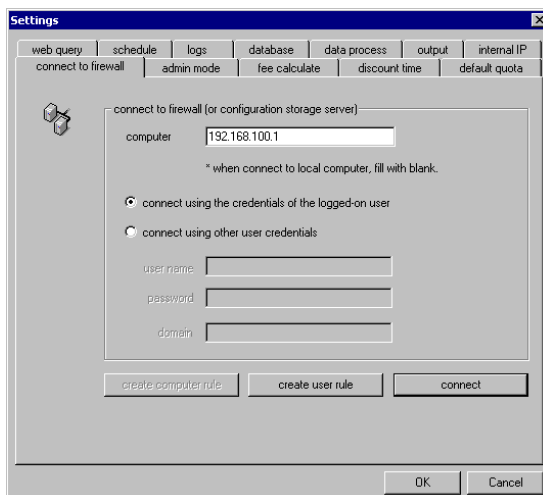 Settings
web query schedule logs database data process output internal IP
connect to firewall admin mode fee calculate discount time default quota
connect to firewall (or configuration storage server)
computer 192.168.100.1
* when connect to local computer, fill with blank.
connect using the credentials of the logged-on user
connect using other user credentials
user name
password
domain
create computer rule create user rule connect
OK Cancel